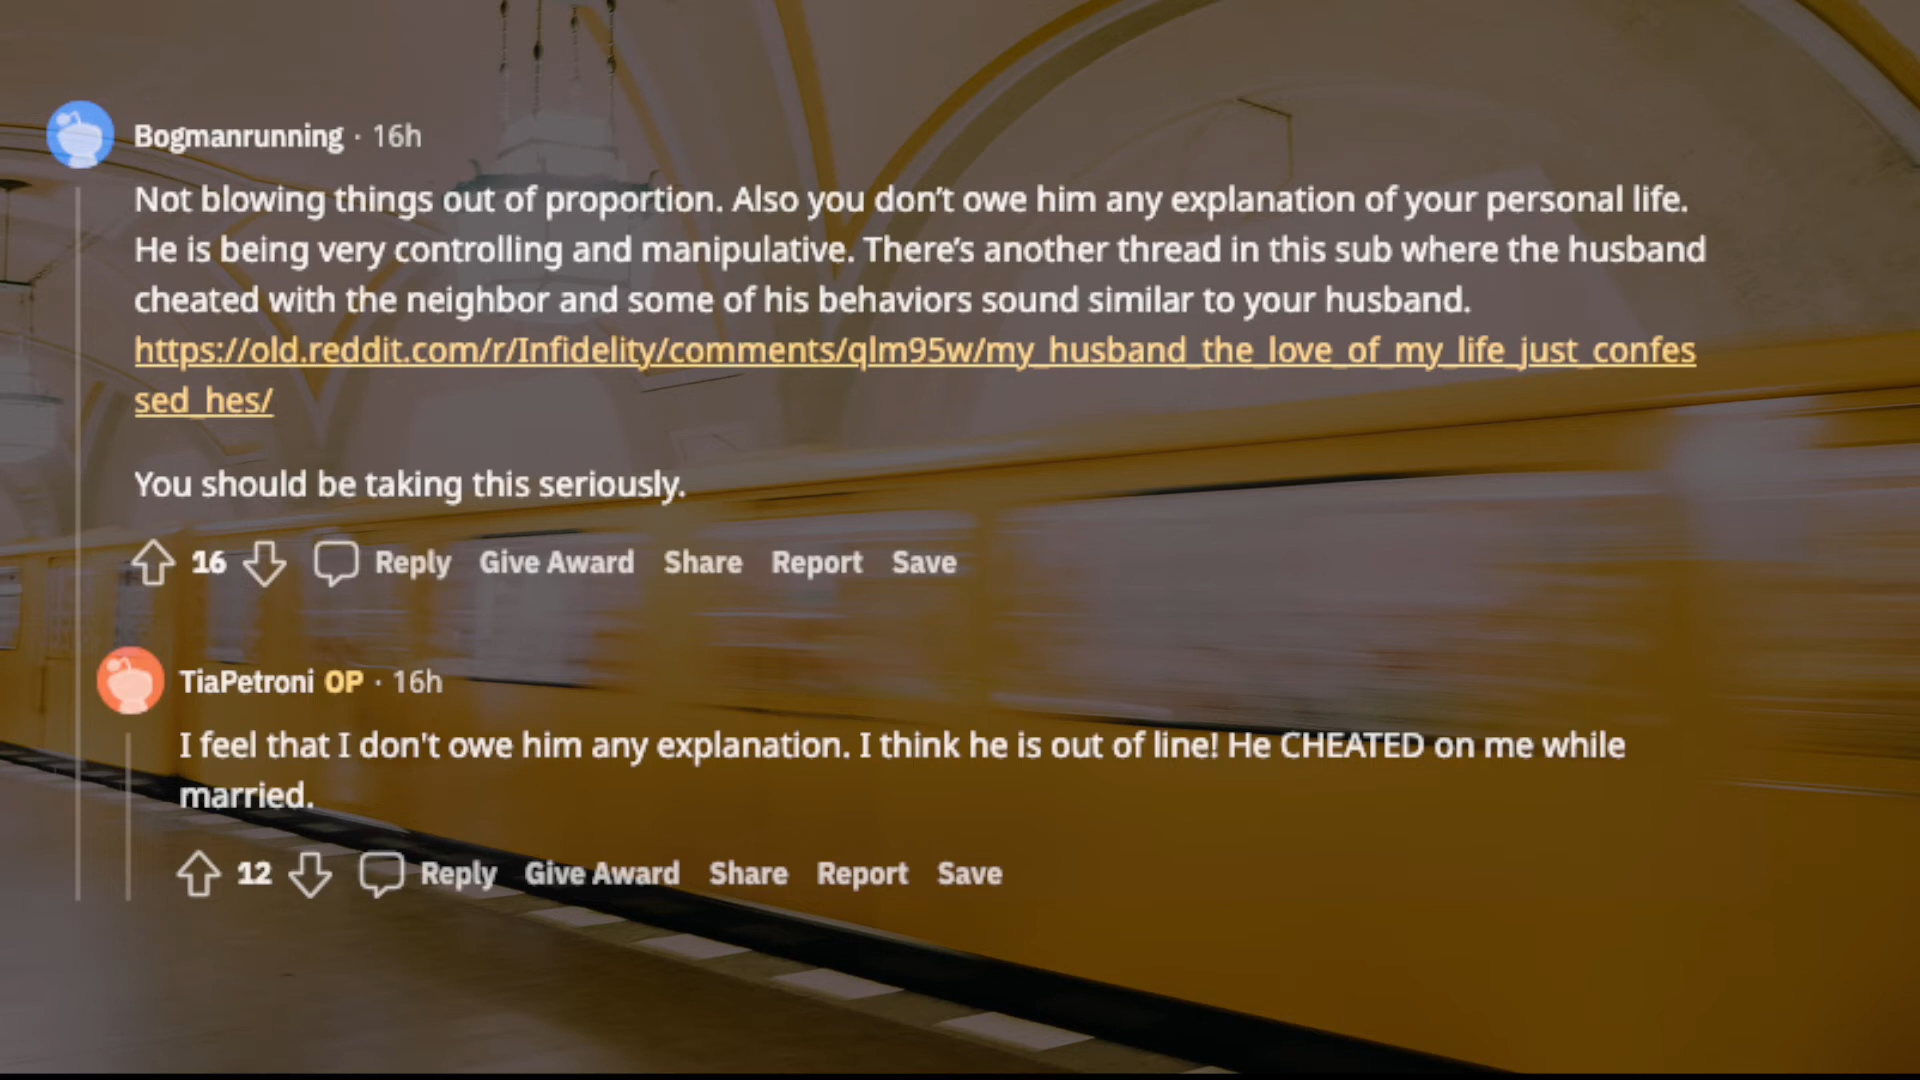 Bogmanrunning · 16h
Not blowing things out of proportion. Also you don’t owe him any explanation of your personal life.
He is being very controlling and manipulative. There’s another thread in this sub where the husband
cheated with the neighbor and some of his behaviors sound similar to your husband.
https://old.reddit.com/r/Infidelity/comments/qlm95w/my_husband_the_love_of_my_life_just_confes
sed_hes/
You should be taking this seriously.
16 Reply Give Award Share Report Save
TiaPetroni OP · 16h
I feel that I don't owe him any explanation. I think he is out of line! He CHEATED on me while
married.
12 Reply Give Award Share Report Save